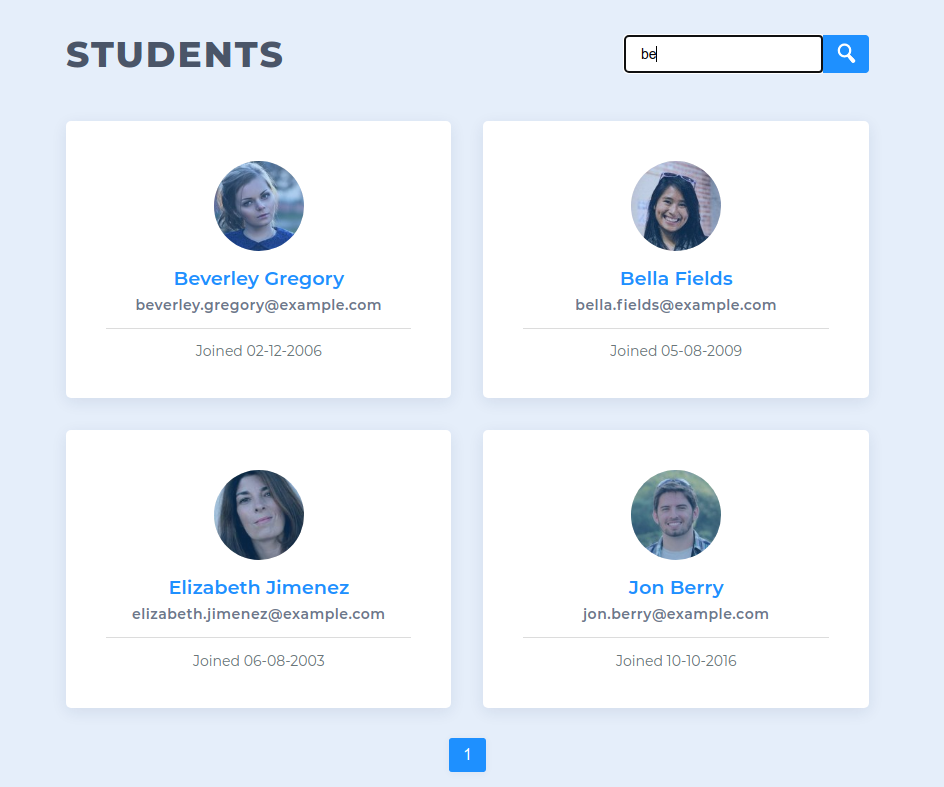 STUDENTS
be
Beverley Gregory
beverley.gregory@example.com
Joined 02-12-2006
Bella Fields
bella.fields@example.com
Joined 05-08-2009
Elizabeth Jimenez
elizabeth.jimenez@example.com
Joined 06-08-2003
Jon Berry
jon.berry@example.com
Joined 10-10-2016
1